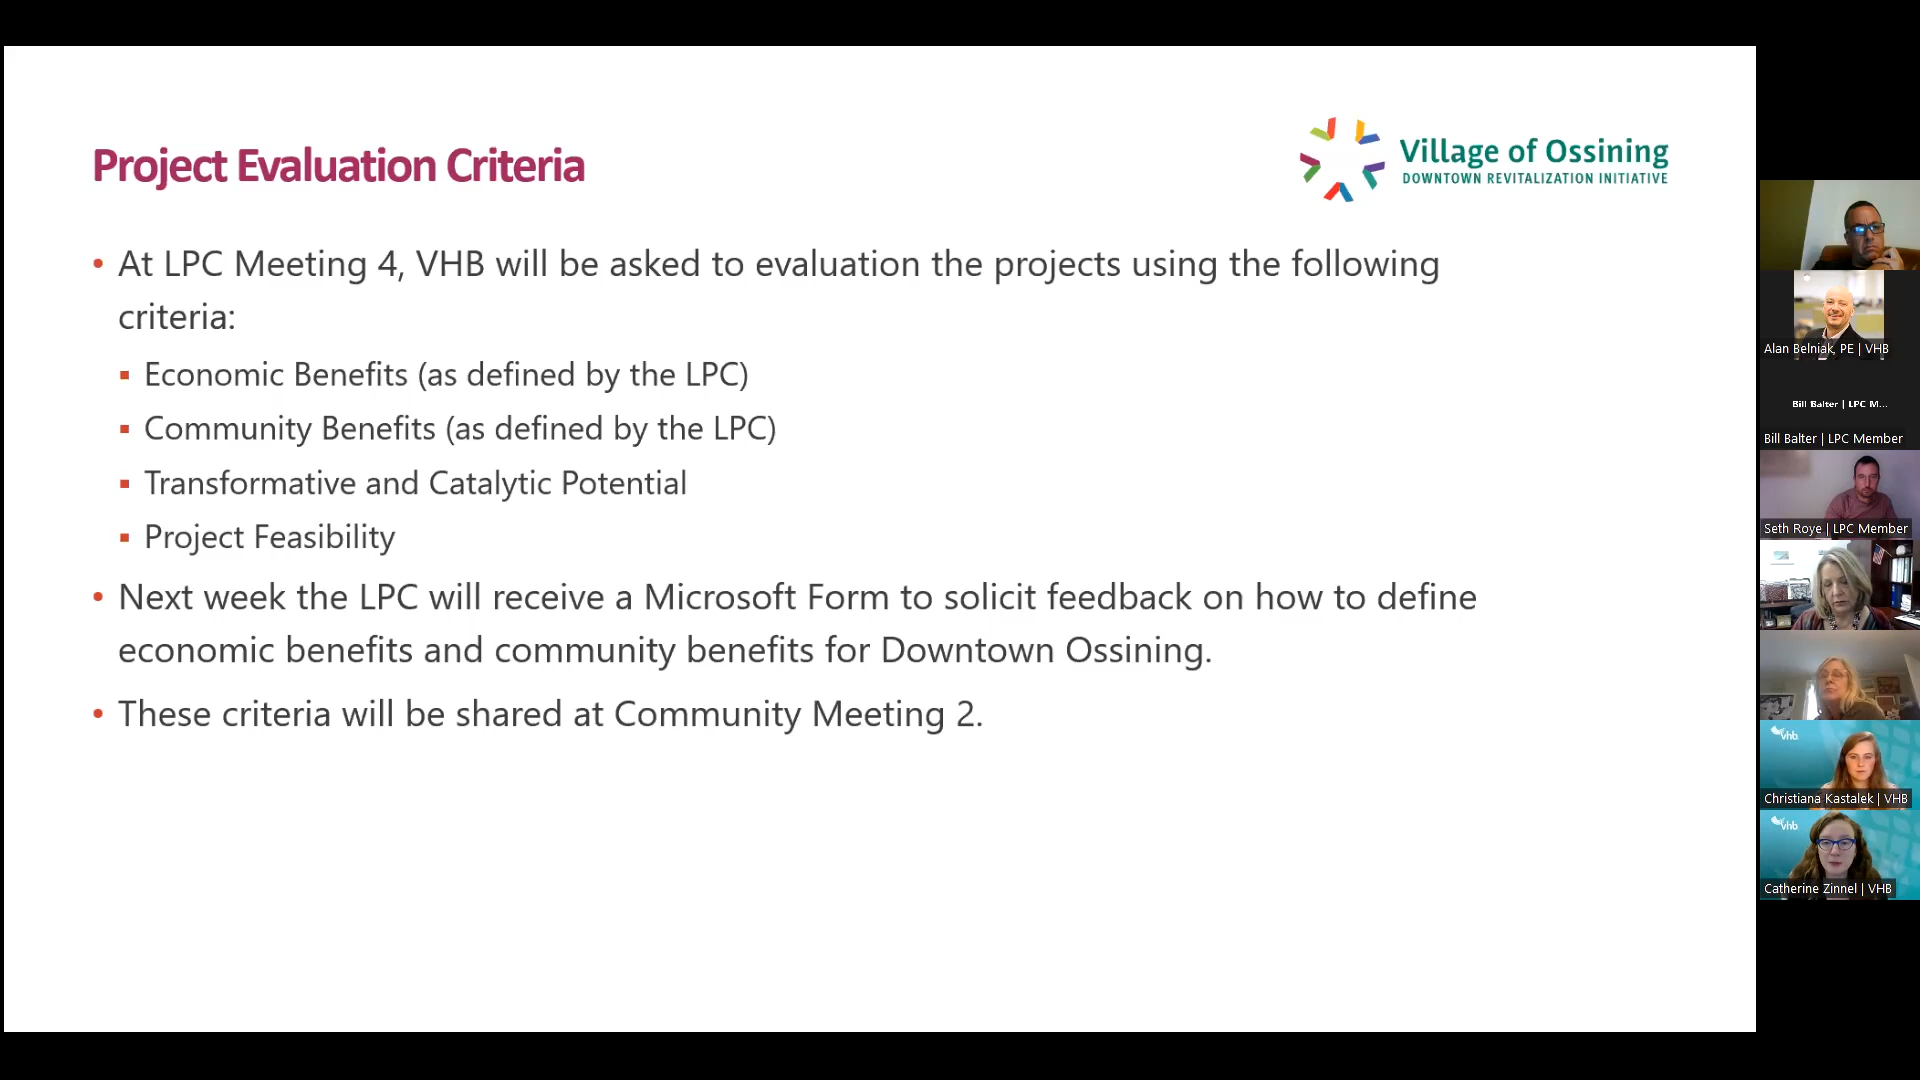 Project Evaluation Criteria
Village of Ossining
DOWNTOWN REVITALIZATION INITIATIVE
• At LPC Meeting 4, VHB will be asked to evaluation the projects using the following
criteria:
▪ Economic Benefits (as defined by the LPC)
▪ Community Benefits (as defined by the LPC)
▪ Transformative and Catalytic Potential
▪ Project Feasibility
• Next week the LPC will receive a Microsoft Form to solicit feedback on how to define
economic benefits and community benefits for Downtown Ossining.
• These criteria will be shared at Community Meeting 2.
Alan Belniak, PE | VHB
Bill Balter | LPC M...
Bill Balter | LPC Member
Seth Roye | LPC Member
vhb
Christiana Kastalek | VHB
vhb
Catherine Zinnel | VHB